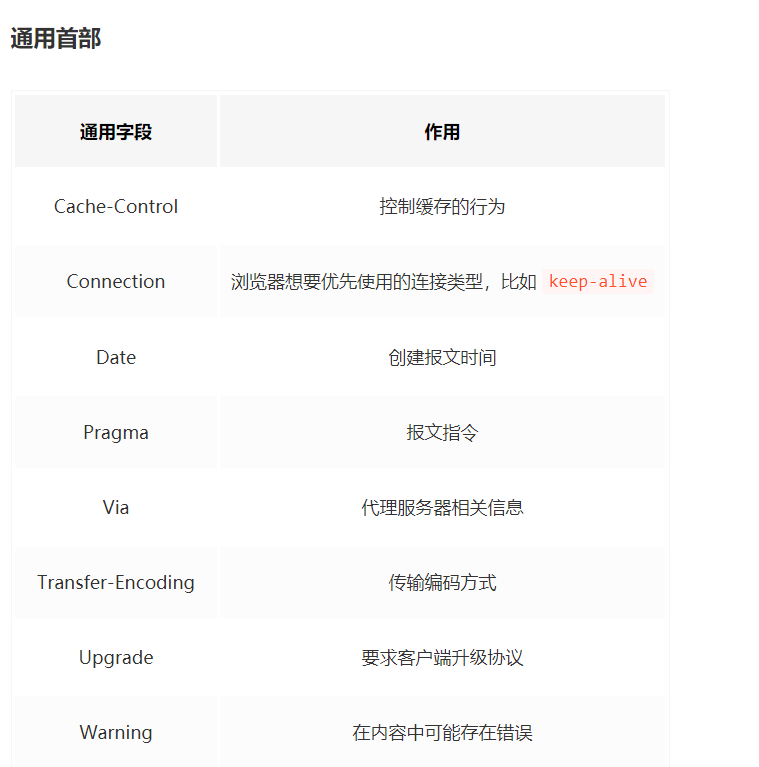 通用首部
通用字段 作用
Cache-Control 控制缓存的行为
Connection 浏览器想要优先使用的连接类型，比如 keep-alive
Date 创建报文时间
Pragma 报文指令
Via 代理服务器相关信息
Transfer-Encoding 传输编码方式
Upgrade 要求客户端升级协议
Warning 在内容中可能存在错误